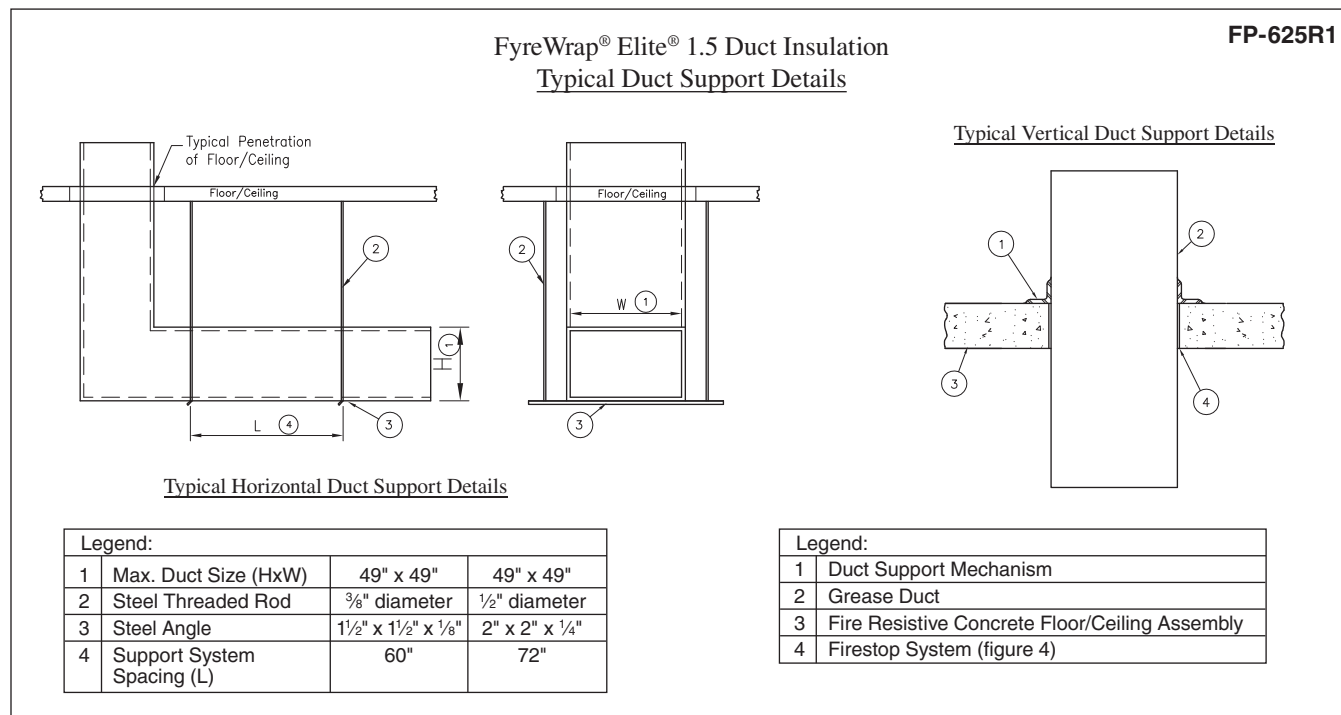 FP-625R1
FyreWrap® Elite® 1.5 Duct Insulation
Typical Duct Support Details
Typical Penetration
of Floor/Ceiling
Floor/Ceiling
2
H 1
L 4
3
Floor/Ceiling
2
W 1
3
Typical Horizontal Duct Support Details
Typical Vertical Duct Support Details
1
2
3
4
Legend:
1 Max. Duct Size (HxW) 49" x 49" 49" x 49"
2 Steel Threaded Rod ⅜" diameter ½" diameter
3 Steel Angle 1½" x 1½" x ⅛" 2" x 2" x ¼"
4 Support System 60" 72"
Spacing (L)
Legend:
1 Duct Support Mechanism
2 Grease Duct
3 Fire Resistive Concrete Floor/Ceiling Assembly
4 Firestop System (figure 4)